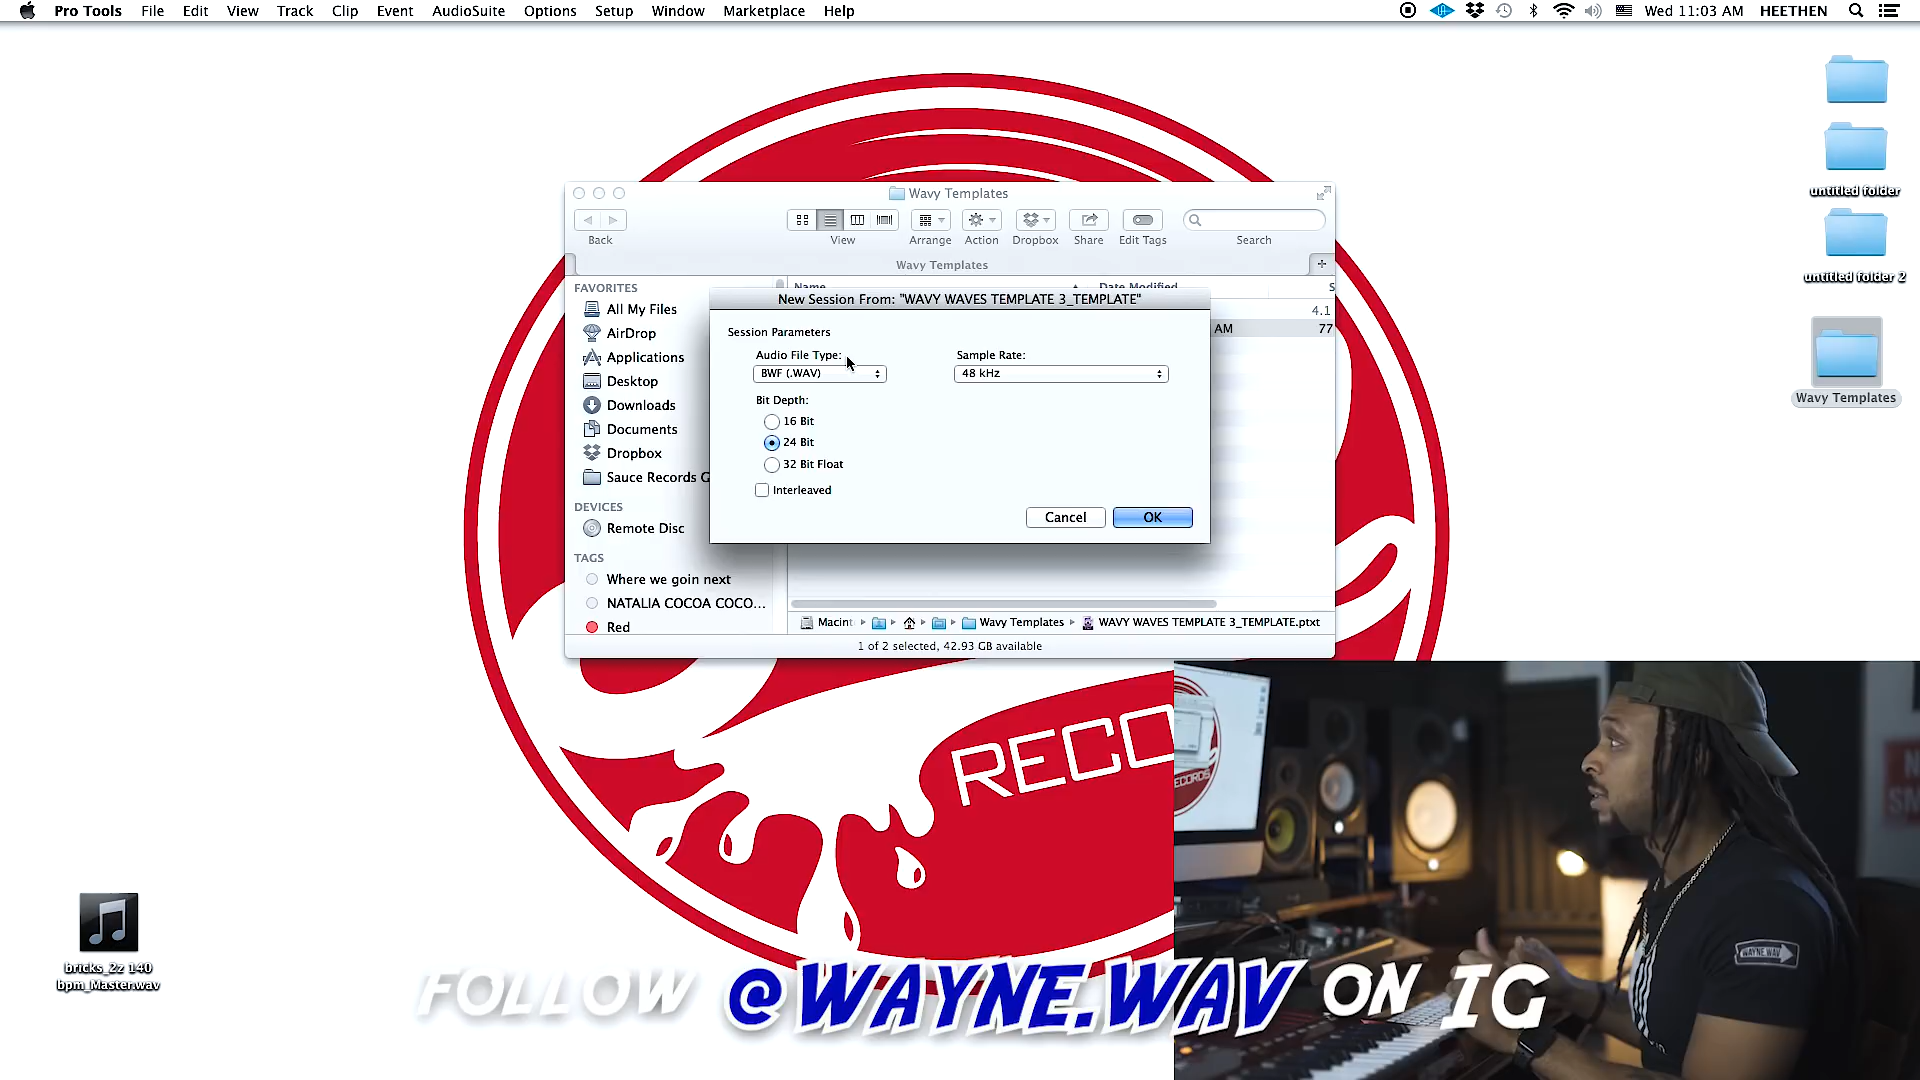 Pro Tools File Edit View Track Clip Event AudioSuite Options Setup Window Marketplace Help
Wed 11:03 AM HEETHEN
untitled folder
untitled folder 2
Wavy Templates
Wavy Templates
Back View Arrange Action Dropbox Share Edit Tags Search
Wavy Templates
FAVORITES
All My Files
AirDrop
Applications
Desktop
Downloads
Documents
Dropbox
Sauce Records G
DEVICES
Remote Disc
TAGS
Where we goin next
NATALIA COCOA COCO...
Red
Name Date Modified S
4.1
AM 77
New Session From: "WAVY WAVES TEMPLATE 3_TEMPLATE"
Session Parameters
Audio File Type:
BWF (.WAV)
Sample Rate:
48 kHz
Bit Depth:
16 Bit
24 Bit
32 Bit Float
Interleaved
Cancel OK
Macint Wavy Templates WAVY WAVES TEMPLATE 3_TEMPLATE.ptxt
1 of 2 selected, 42.93 GB available
RECO
RECORDS
WAYNE.WAV
bricks_2z 140
bpm_Master.wav
FOLLOW @WAYNE.WAV ON IG